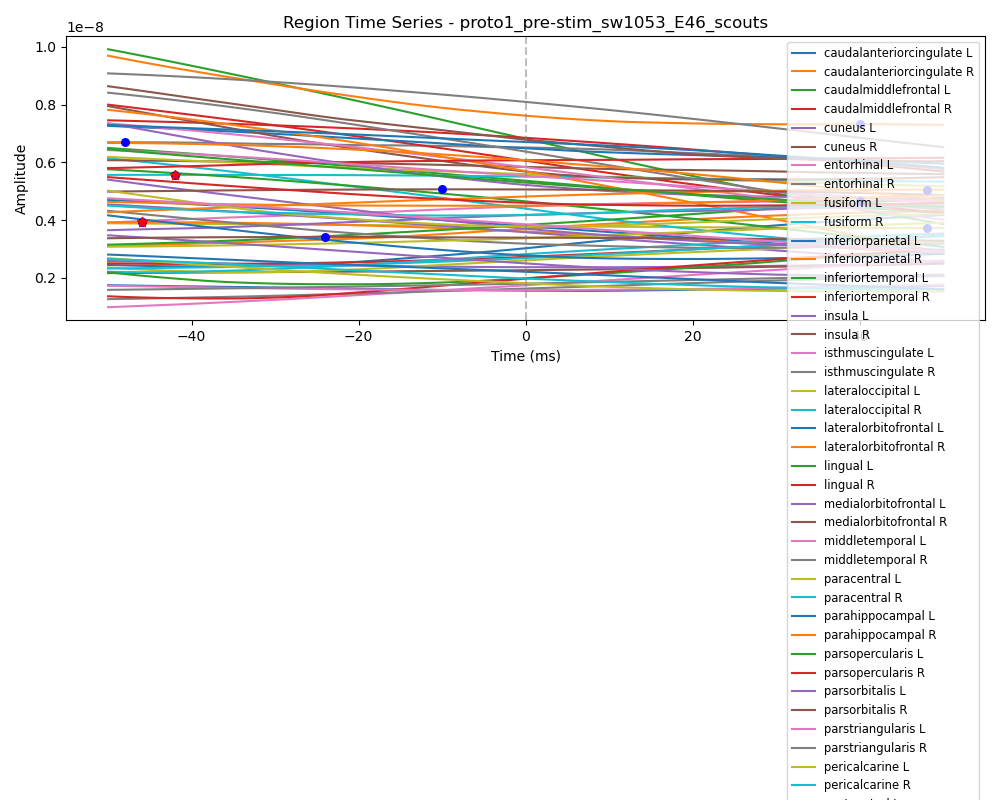 Region Time Series - proto1_pre-stim_sw1053_E46_scouts
1e−8
1.0
0.8
0.6
0.4
0.2
Amplitude
−40
−20
0
20
Time (ms)
caudalanteriorcingulate L
caudalanteriorcingulate R
caudalmiddlefrontal L
caudalmiddlefrontal R
cuneus L
cuneus R
entorhinal L
entorhinal R
fusiform L
fusiform R
inferiorparietal L
inferiorparietal R
inferiortemporal L
inferiortemporal R
insula L
insula R
isthmuscingulate L
isthmuscingulate R
lateraloccipital L
lateraloccipital R
lateralorbitofrontal L
lateralorbitofrontal R
lingual L
lingual R
medialorbitofrontal L
medialorbitofrontal R
middletemporal L
middletemporal R
paracentral L
paracentral R
parahippocampal L
parahippocampal R
parsopercularis L
parsopercularis R
parsorbitalis L
parsorbitalis R
parstriangularis L
parstriangularis R
pericalcarine L
pericalcarine R